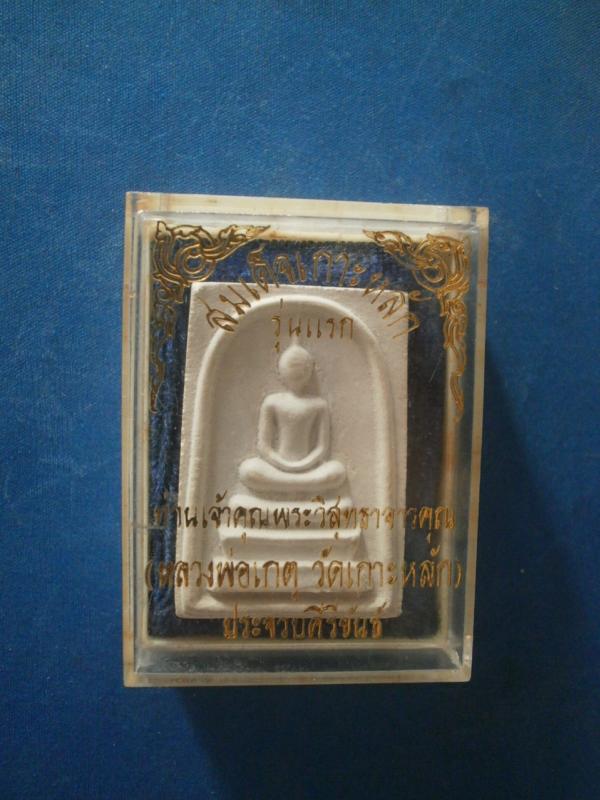 สมเด็จเกาะหลัก
รุ่นแรก
ท่านเจ้าคุณพระวิสุทธาจารคุณ
(หลวงพ่อเกตุ วัดเกาะหลัก)
ประจวบคีรีขันธ์